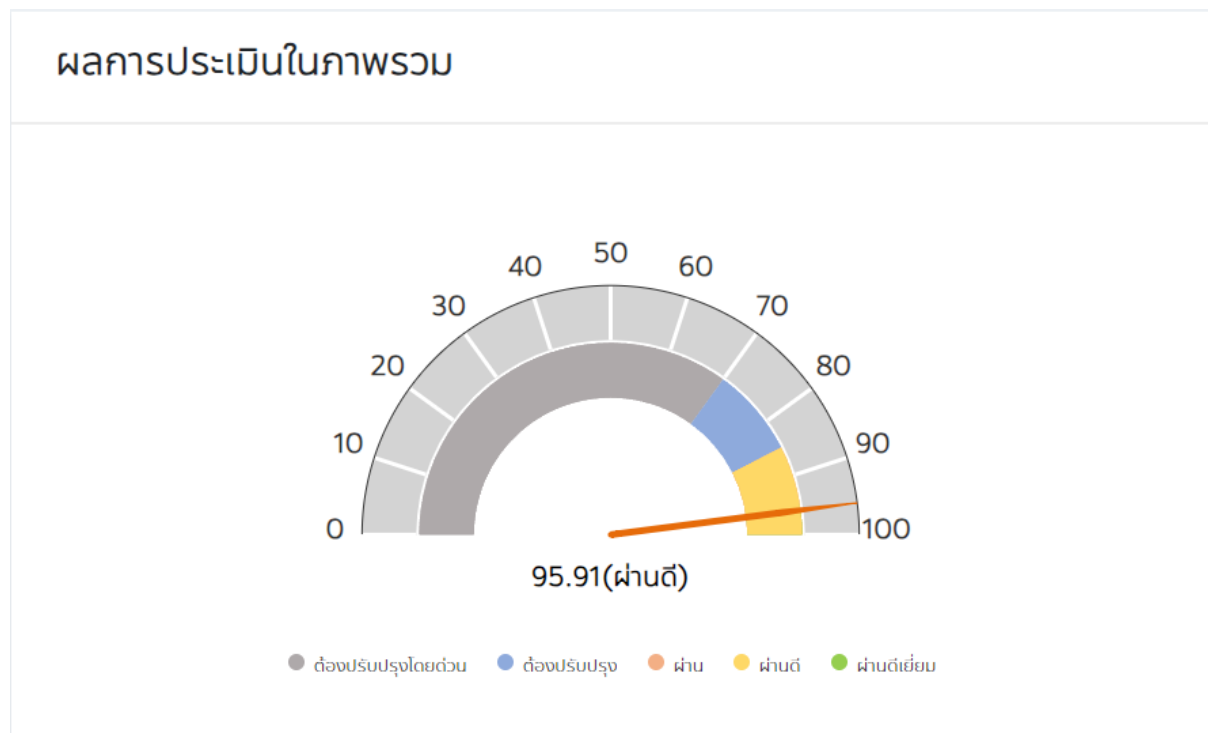 ผลการประเมินในภาพรวม
50
40 60
30 70
20 80
10 90
0 100
95.91(ผ่านดี)
ต้องปรับปรุงโดยด่วน ต้องปรับปรุง ผ่าน ผ่านดี ผ่านดีเยี่ยม